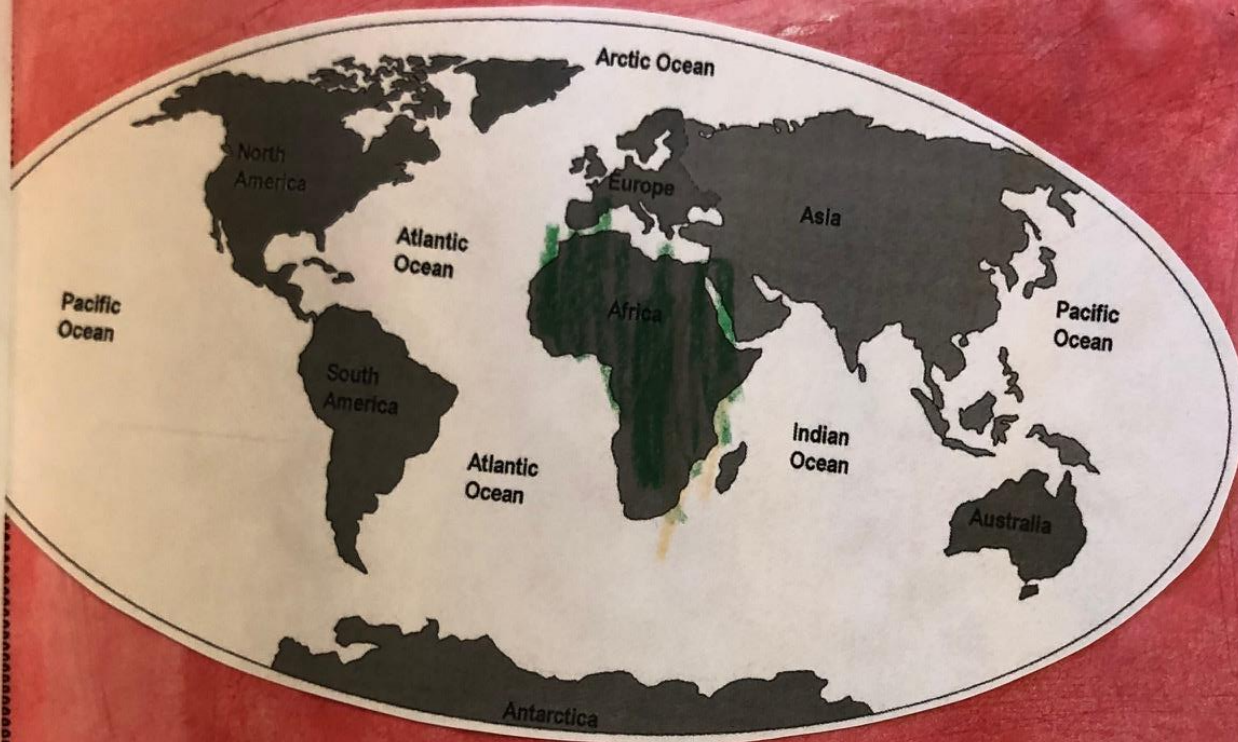 Arctic Ocean
North
America
Europe
Asia
Atlantic
Ocean
Pacific
Ocean
Africa
Pacific
Ocean
South
America
Atlantic
Ocean
Indian
Ocean
Australia
Antarctica